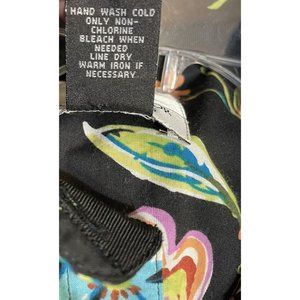 HAND WASH COLD
ONLY NON-
CHLORINE
BLEACH WHEN
NEEDED
LINE DRY
WARM IRON IF
NECESSARY